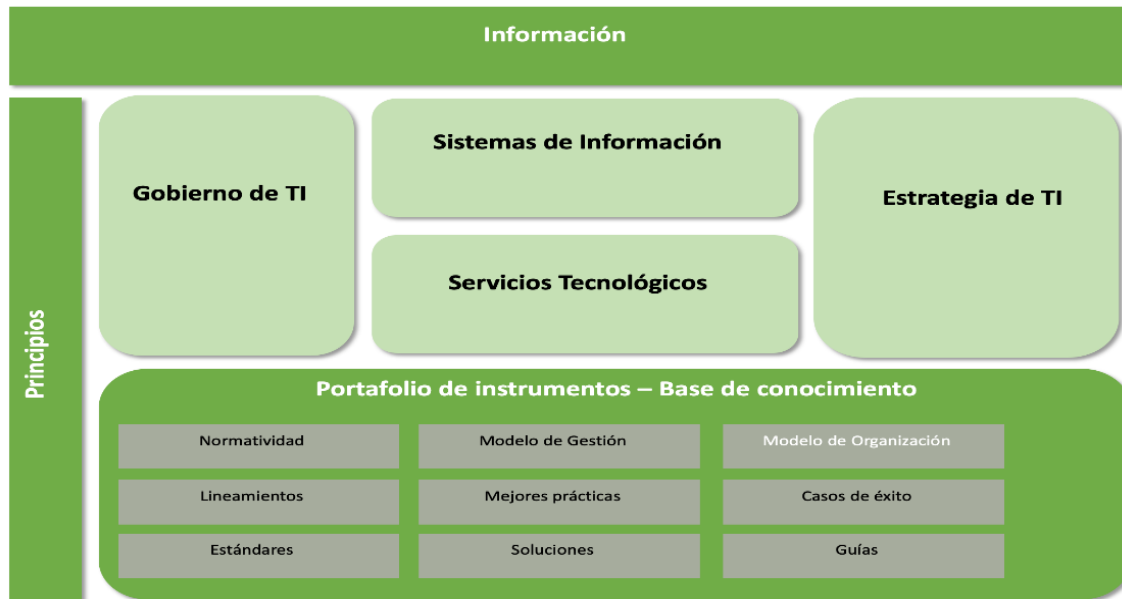 Información
Principios
Gobierno de TI
Sistemas de Información
Servicios Tecnológicos
Estrategia de TI
Portafolio de instrumentos – Base de conocimiento
Normatividad
Modelo de Gestión
Modelo de Organización
Lineamientos
Mejores prácticas
Casos de éxito
Estándares
Soluciones
Guías